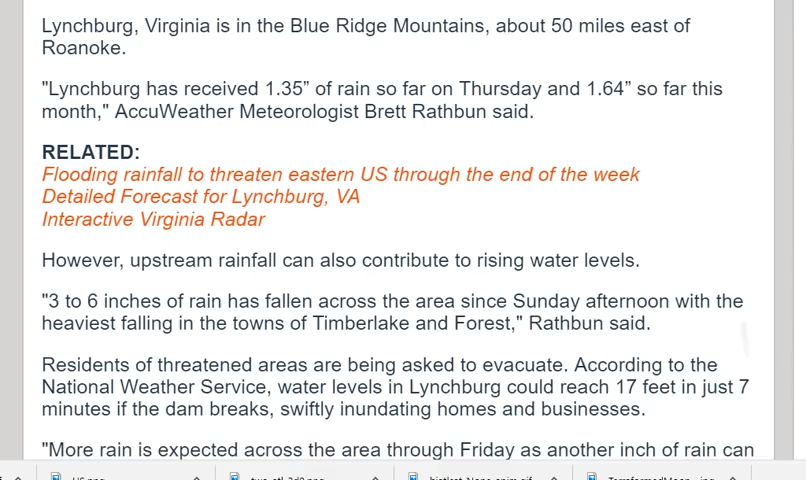 Lynchburg, Virginia is in the Blue Ridge Mountains, about 50 miles east of
Roanoke.
"Lynchburg has received 1.35” of rain so far on Thursday and 1.64” so far this
month," AccuWeather Meteorologist Brett Rathbun said.
RELATED:
Flooding rainfall to threaten eastern US through the end of the week
Detailed Forecast for Lynchburg, VA
Interactive Virginia Radar
However, upstream rainfall can also contribute to rising water levels.
"3 to 6 inches of rain has fallen across the area since Sunday afternoon with the
heaviest falling in the towns of Timberlake and Forest," Rathbun said.
Residents of threatened areas are being asked to evacuate. According to the
National Weather Service, water levels in Lynchburg could reach 17 feet in just 7
minutes if the dam breaks, swiftly inundating homes and businesses.
"More rain is expected across the area through Friday as another inch of rain can